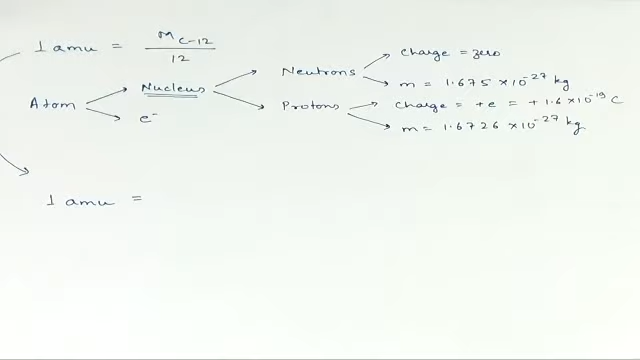 1 amu = M C-12 / 12
Neutrons → charge = zero
→ m = 1.675 × 10⁻²⁷ kg
Atom → Nucleus → Protons → charge = +e = +1.6 × 10⁻¹⁹ C
→ e⁻ → m = 1.6726 × 10⁻²⁷ kg
1 amu =